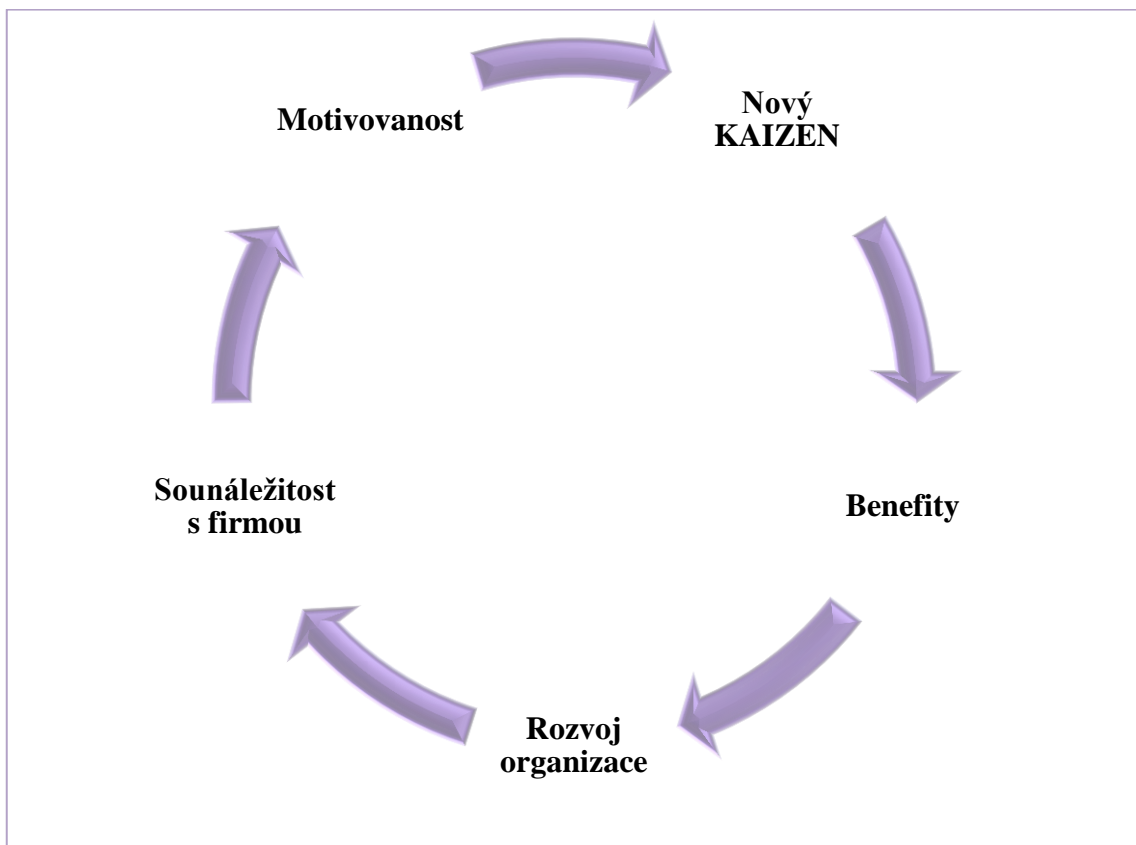 Motivovanost
Nový
KAIZEN
Benefity
Rozvoj
organizace
Sounáležitost
s firmou